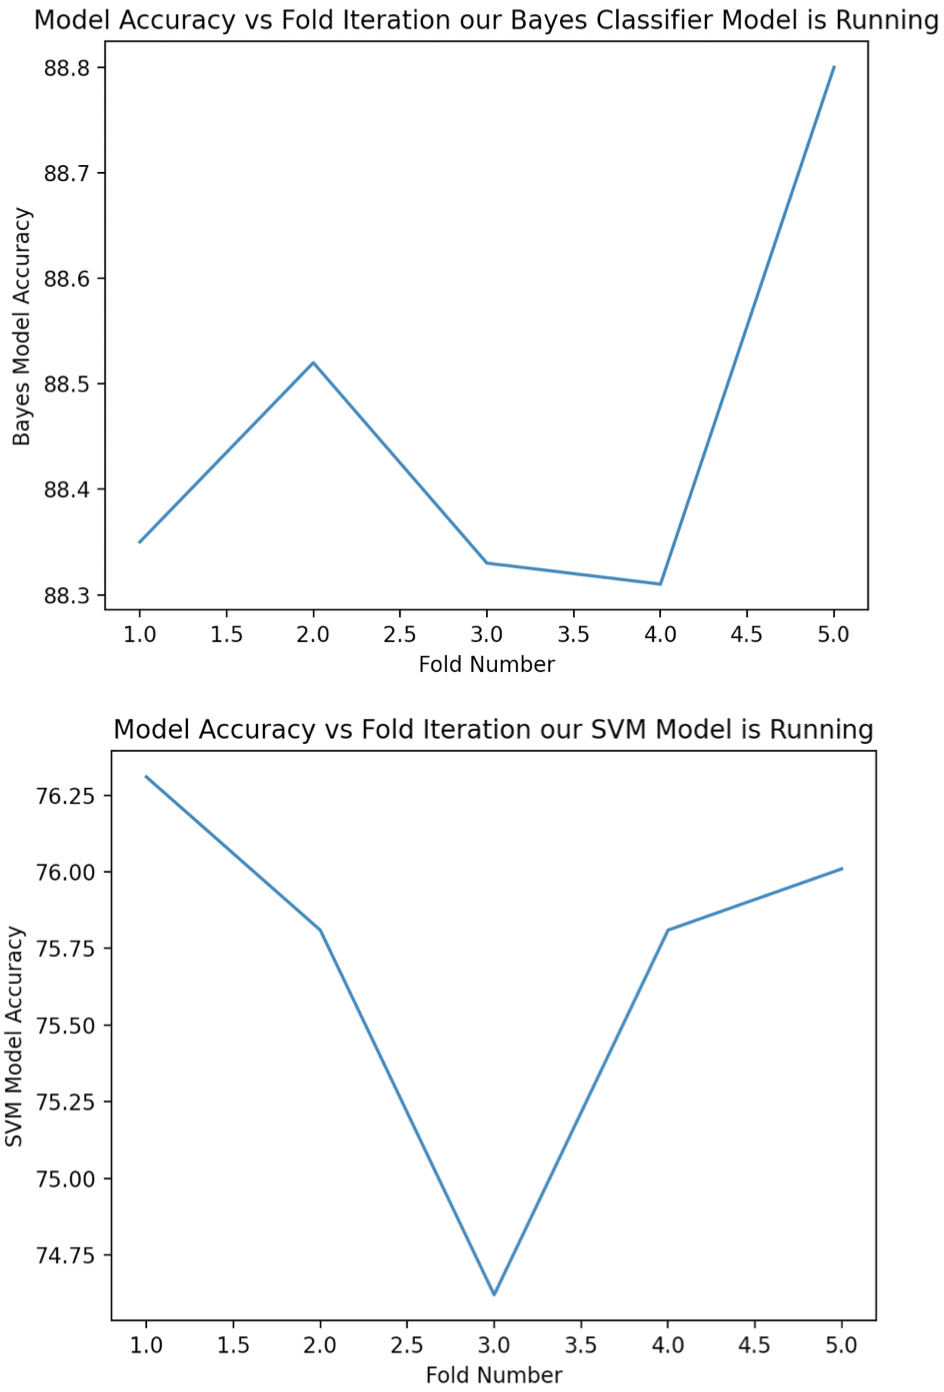 Model Accuracy vs Fold Iteration our Bayes Classifier Model is Running
88.8
88.7
88.6
88.5
88.4
88.3
Bayes Model Accuracy
1.0 1.5 2.0 2.5 3.0 3.5 4.0 4.5 5.0
Fold Number
Model Accuracy vs Fold Iteration our SVM Model is Running
76.25
76.00
75.75
75.50
75.25
75.00
74.75
SVM Model Accuracy
1.0 1.5 2.0 2.5 3.0 3.5 4.0 4.5 5.0
Fold Number